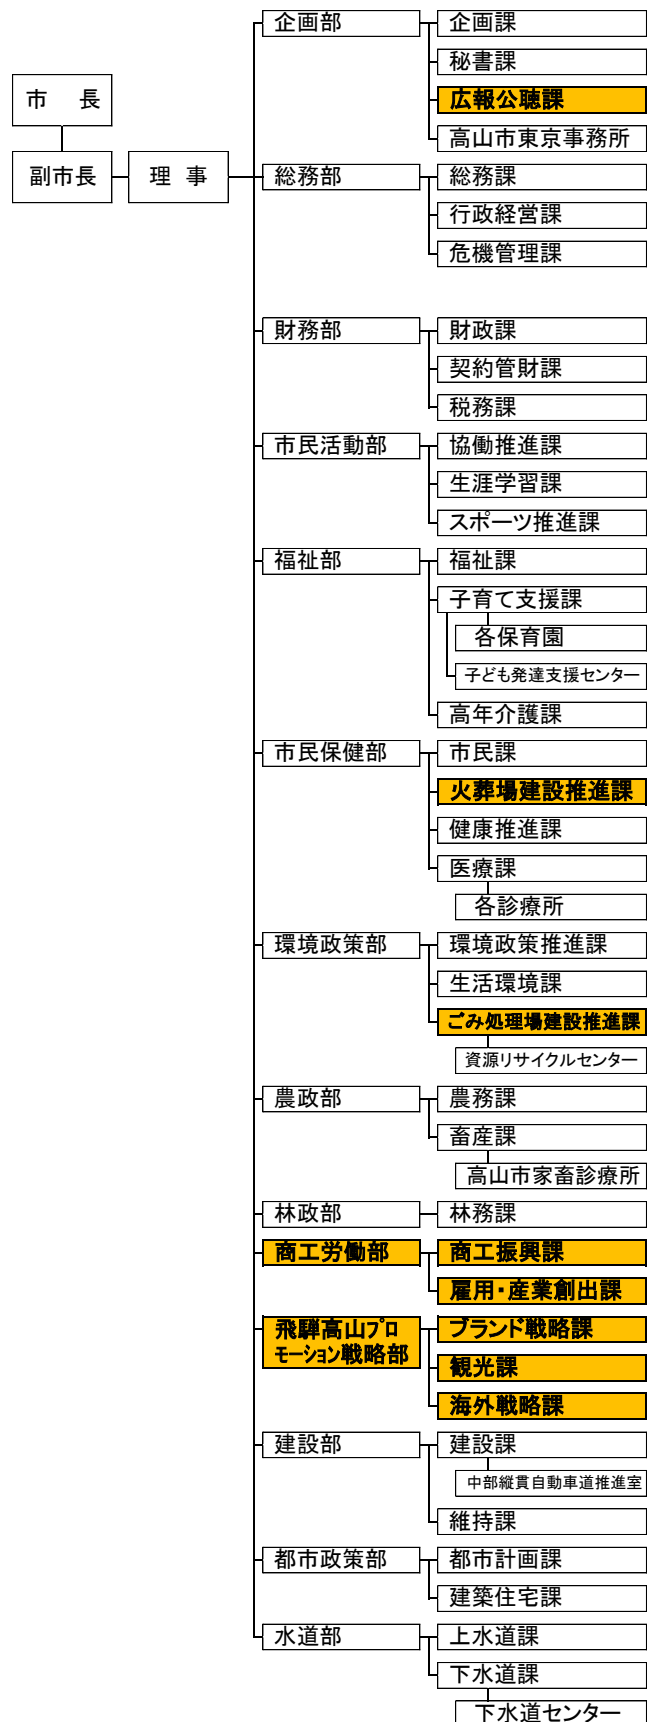 市　長
副市長
理 事
企画部
企画課
秘書課
広報公聴課
高山市東京事務所
総務部
総務課
行政経営課
危機管理課
財務部
財政課
契約管財課
税務課
市民活動部
協働推進課
生涯学習課
スポーツ推進課
福祉部
福祉課
子育て支援課
各保育園
子ども発達支援センター
高年介護課
市民保健部
市民課
火葬場建設推進課
健康推進課
医療課
各診療所
環境政策部
環境政策推進課
生活環境課
ごみ処理場建設推進課
資源リサイクルセンター
農政部
農務課
畜産課
高山市家畜診療所
林政部
林務課
商工労働部
商工振興課
雇用・産業創出課
飛騨高山プロ
モーション戦略部
ブランド戦略課
観光課
海外戦略課
建設部
建設課
中部縦貫自動車道推進室
維持課
都市政策部
都市計画課
建築住宅課
水道部
上水道課
下水道課
下水道センター